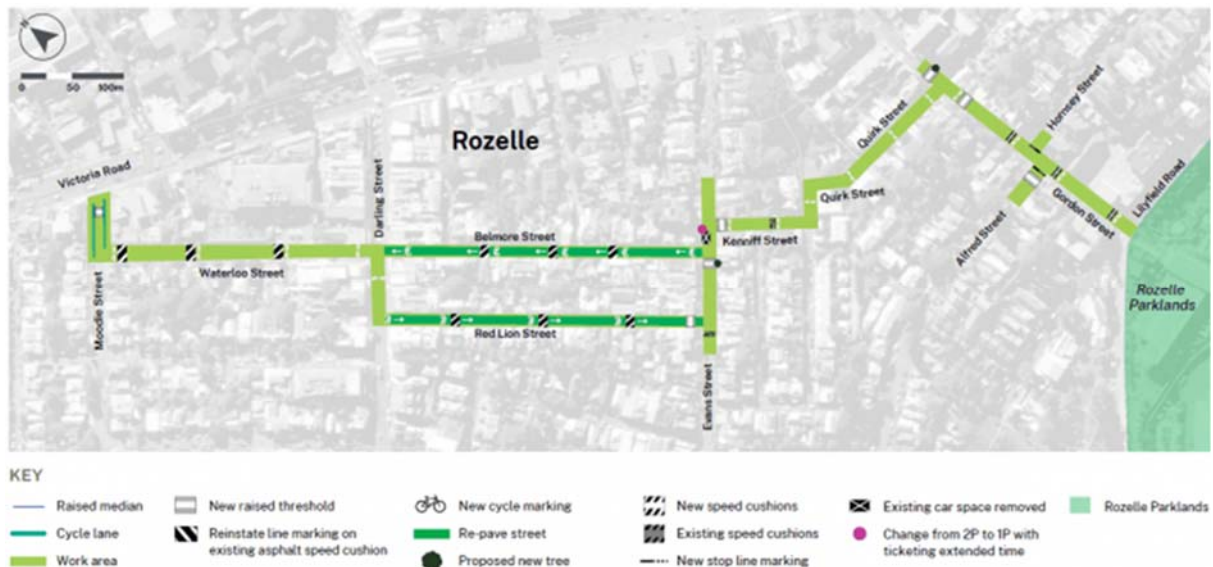 N
0 50 100m
Rozelle
Victoria Road
Darling Street
Quirk Street
Hornsey Street
Lilyfield Road
Quirk Street
Belmore Street
Kenniff Street
Gordon Street
Alfred Street
Waterloo Street
Moodie Street
Red Lion Street
Evans Street
Rozelle
Parklands
KEY
Raised median
Cycle lane
Work area
New raised threshold
Reinstate line marking on
existing asphalt speed cushion
New cycle marking
Re-pave street
Proposed new tree
New speed cushions
Existing speed cushions
New stop line marking
Existing car space removed
Change from 2P to 1P with
ticketing extended time
Rozelle Parklands